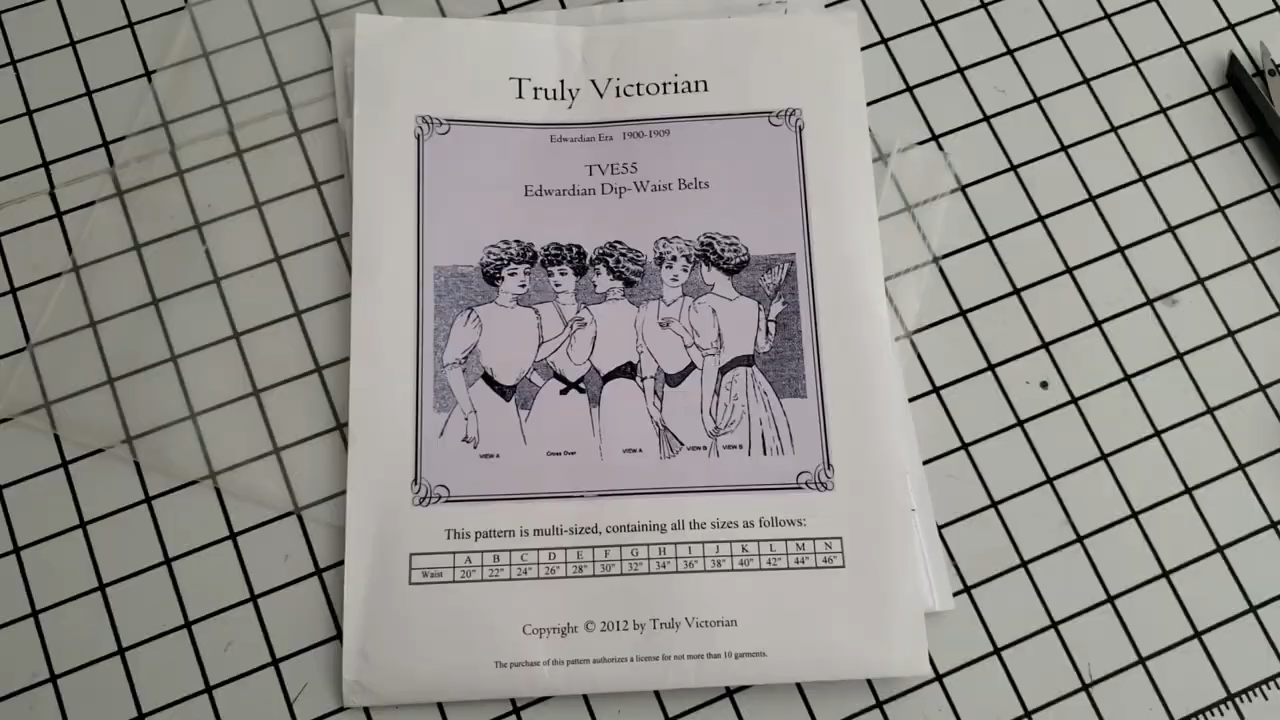 Truly Victorian
Edwardian Era 1900-1909
TVE55
Edwardian Dip-Waist Belts
VIEW A
Cross Over
VIEW A
VIEW B
VIEW B
This pattern is multi-sized, containing all the sizes as follows:
A B C D E F G H I J K L M N
Waist 20" 22" 24" 26" 28" 30" 32" 34" 36" 38" 40" 42" 44" 46"
Copyright © 2012 by Truly Victorian
The purchase of this pattern authorizes a license for not more than 10 garments.